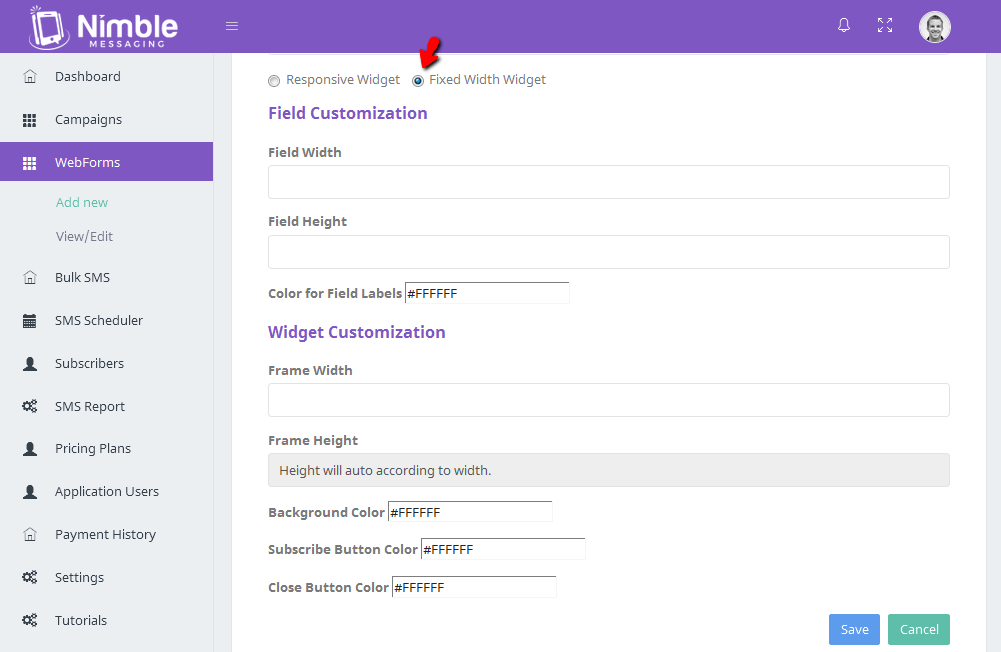 Nimble
MESSAGING
Dashboard
Campaigns
WebForms
Add new
View/Edit
Bulk SMS
SMS Scheduler
Subscribers
SMS Report
Pricing Plans
Application Users
Payment History
Settings
Tutorials
Responsive Widget Fixed Width Widget
Field Customization
Field Width
Field Height
Color for Field Labels #FFFFFF
Widget Customization
Frame Width
Frame Height
Height will auto according to width.
Background Color #FFFFFF
Subscribe Button Color #FFFFFF
Close Button Color #FFFFFF
Save Cancel